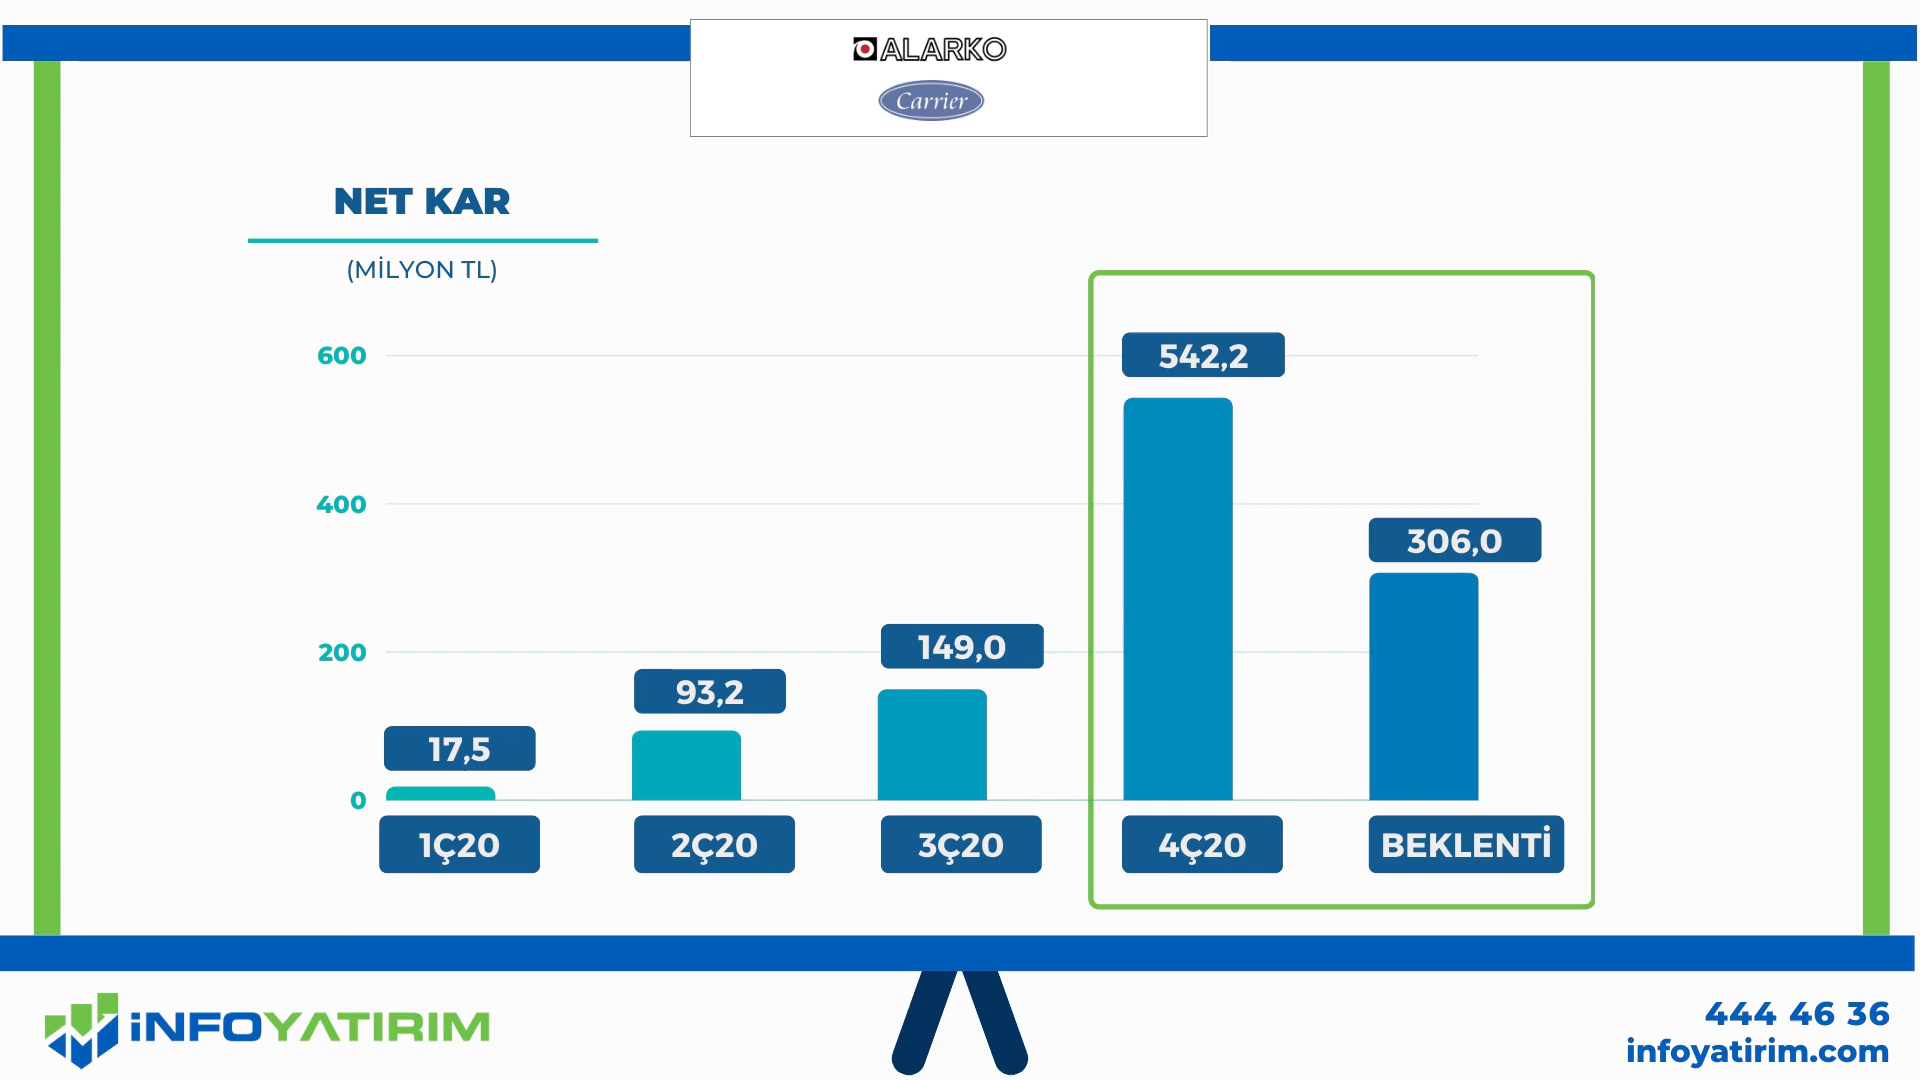 ALARKO
Carrier
NET KAR
(MİLYON TL)
600
400
200
0
17,5
93,2
149,0
542,2
306,0
1Ç20
2Ç20
3Ç20
4Ç20
BEKLENTİ
iNFOYATIRIM
444 46 36
infoyatirim.com